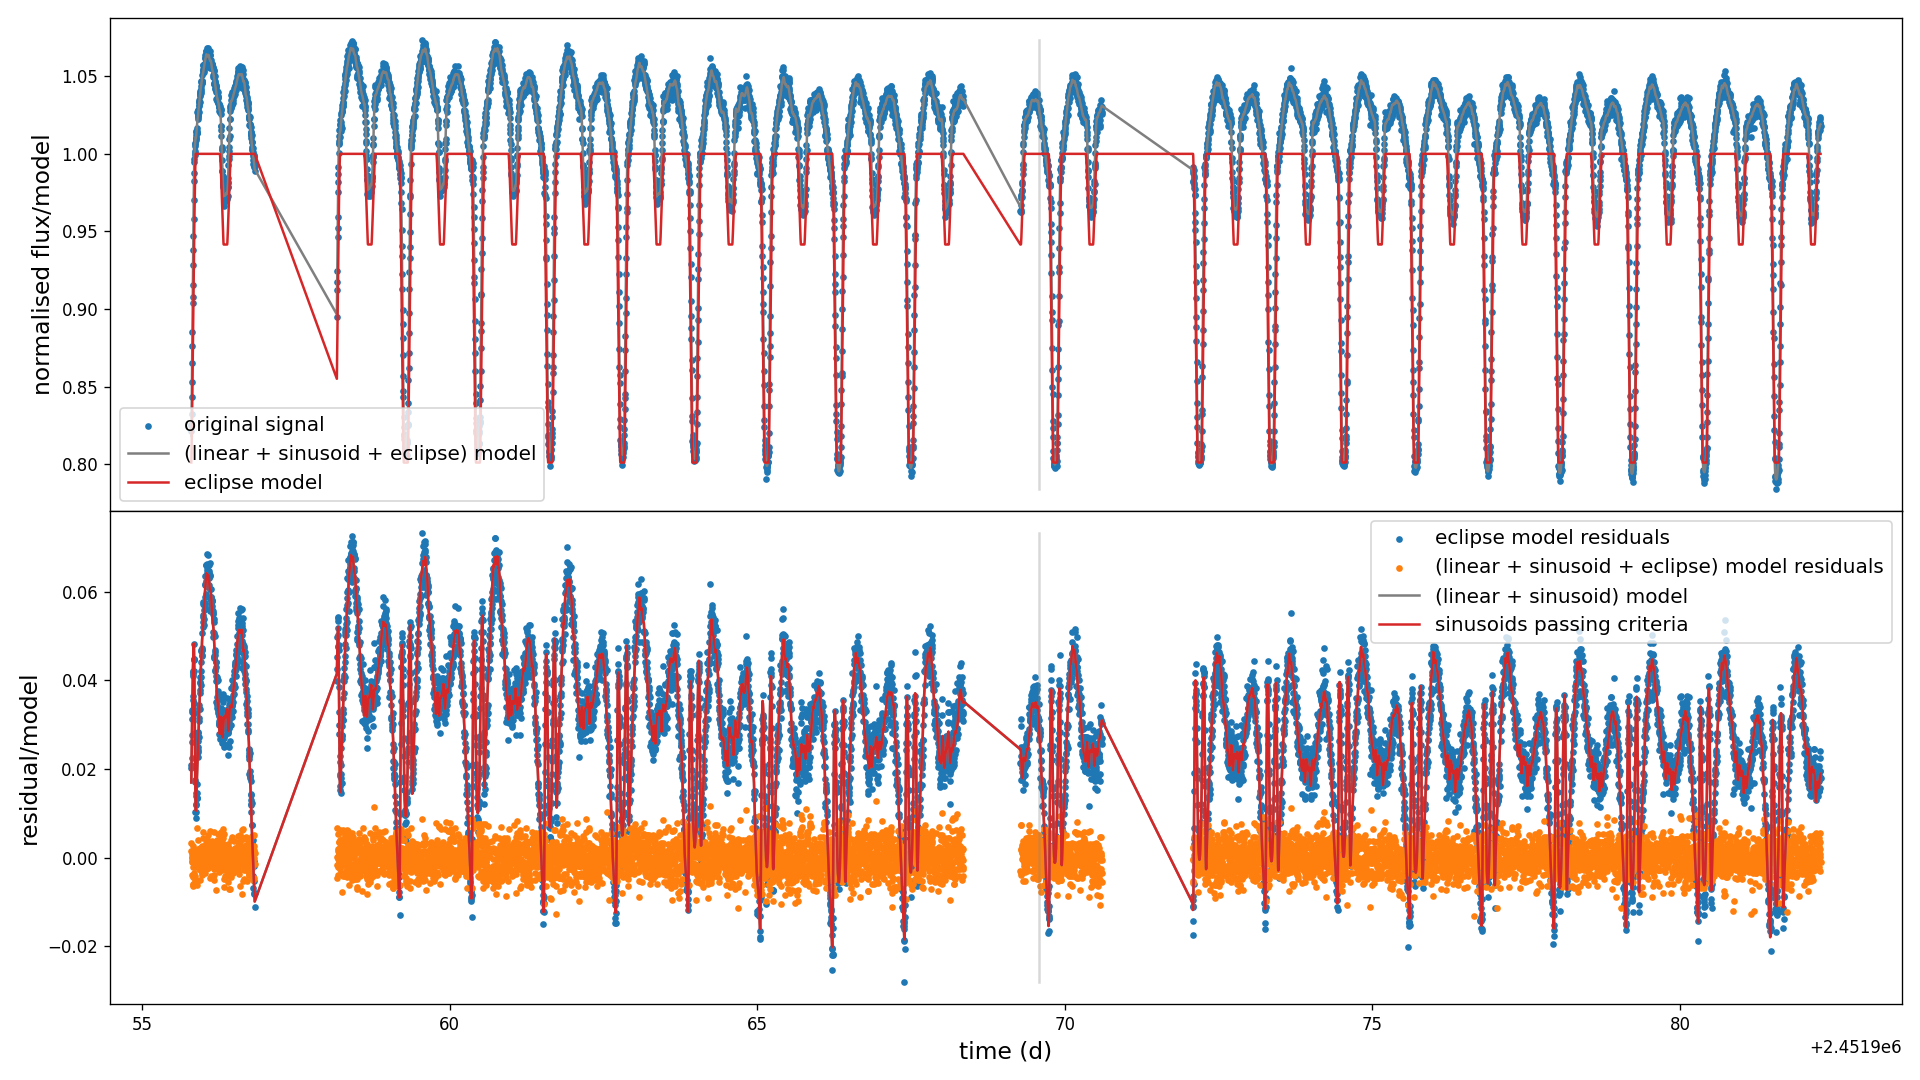 normalised flux/model
1.05
1.00
0.95
0.90
0.85
0.80
original signal
(linear + sinusoid + eclipse) model
eclipse model
residual/model
0.06
0.04
0.02
0.00
−0.02
eclipse model residuals
(linear + sinusoid + eclipse) model residuals
(linear + sinusoid) model
sinusoids passing criteria
55 60 65 70 75 80
time (d)
+2.4519e6